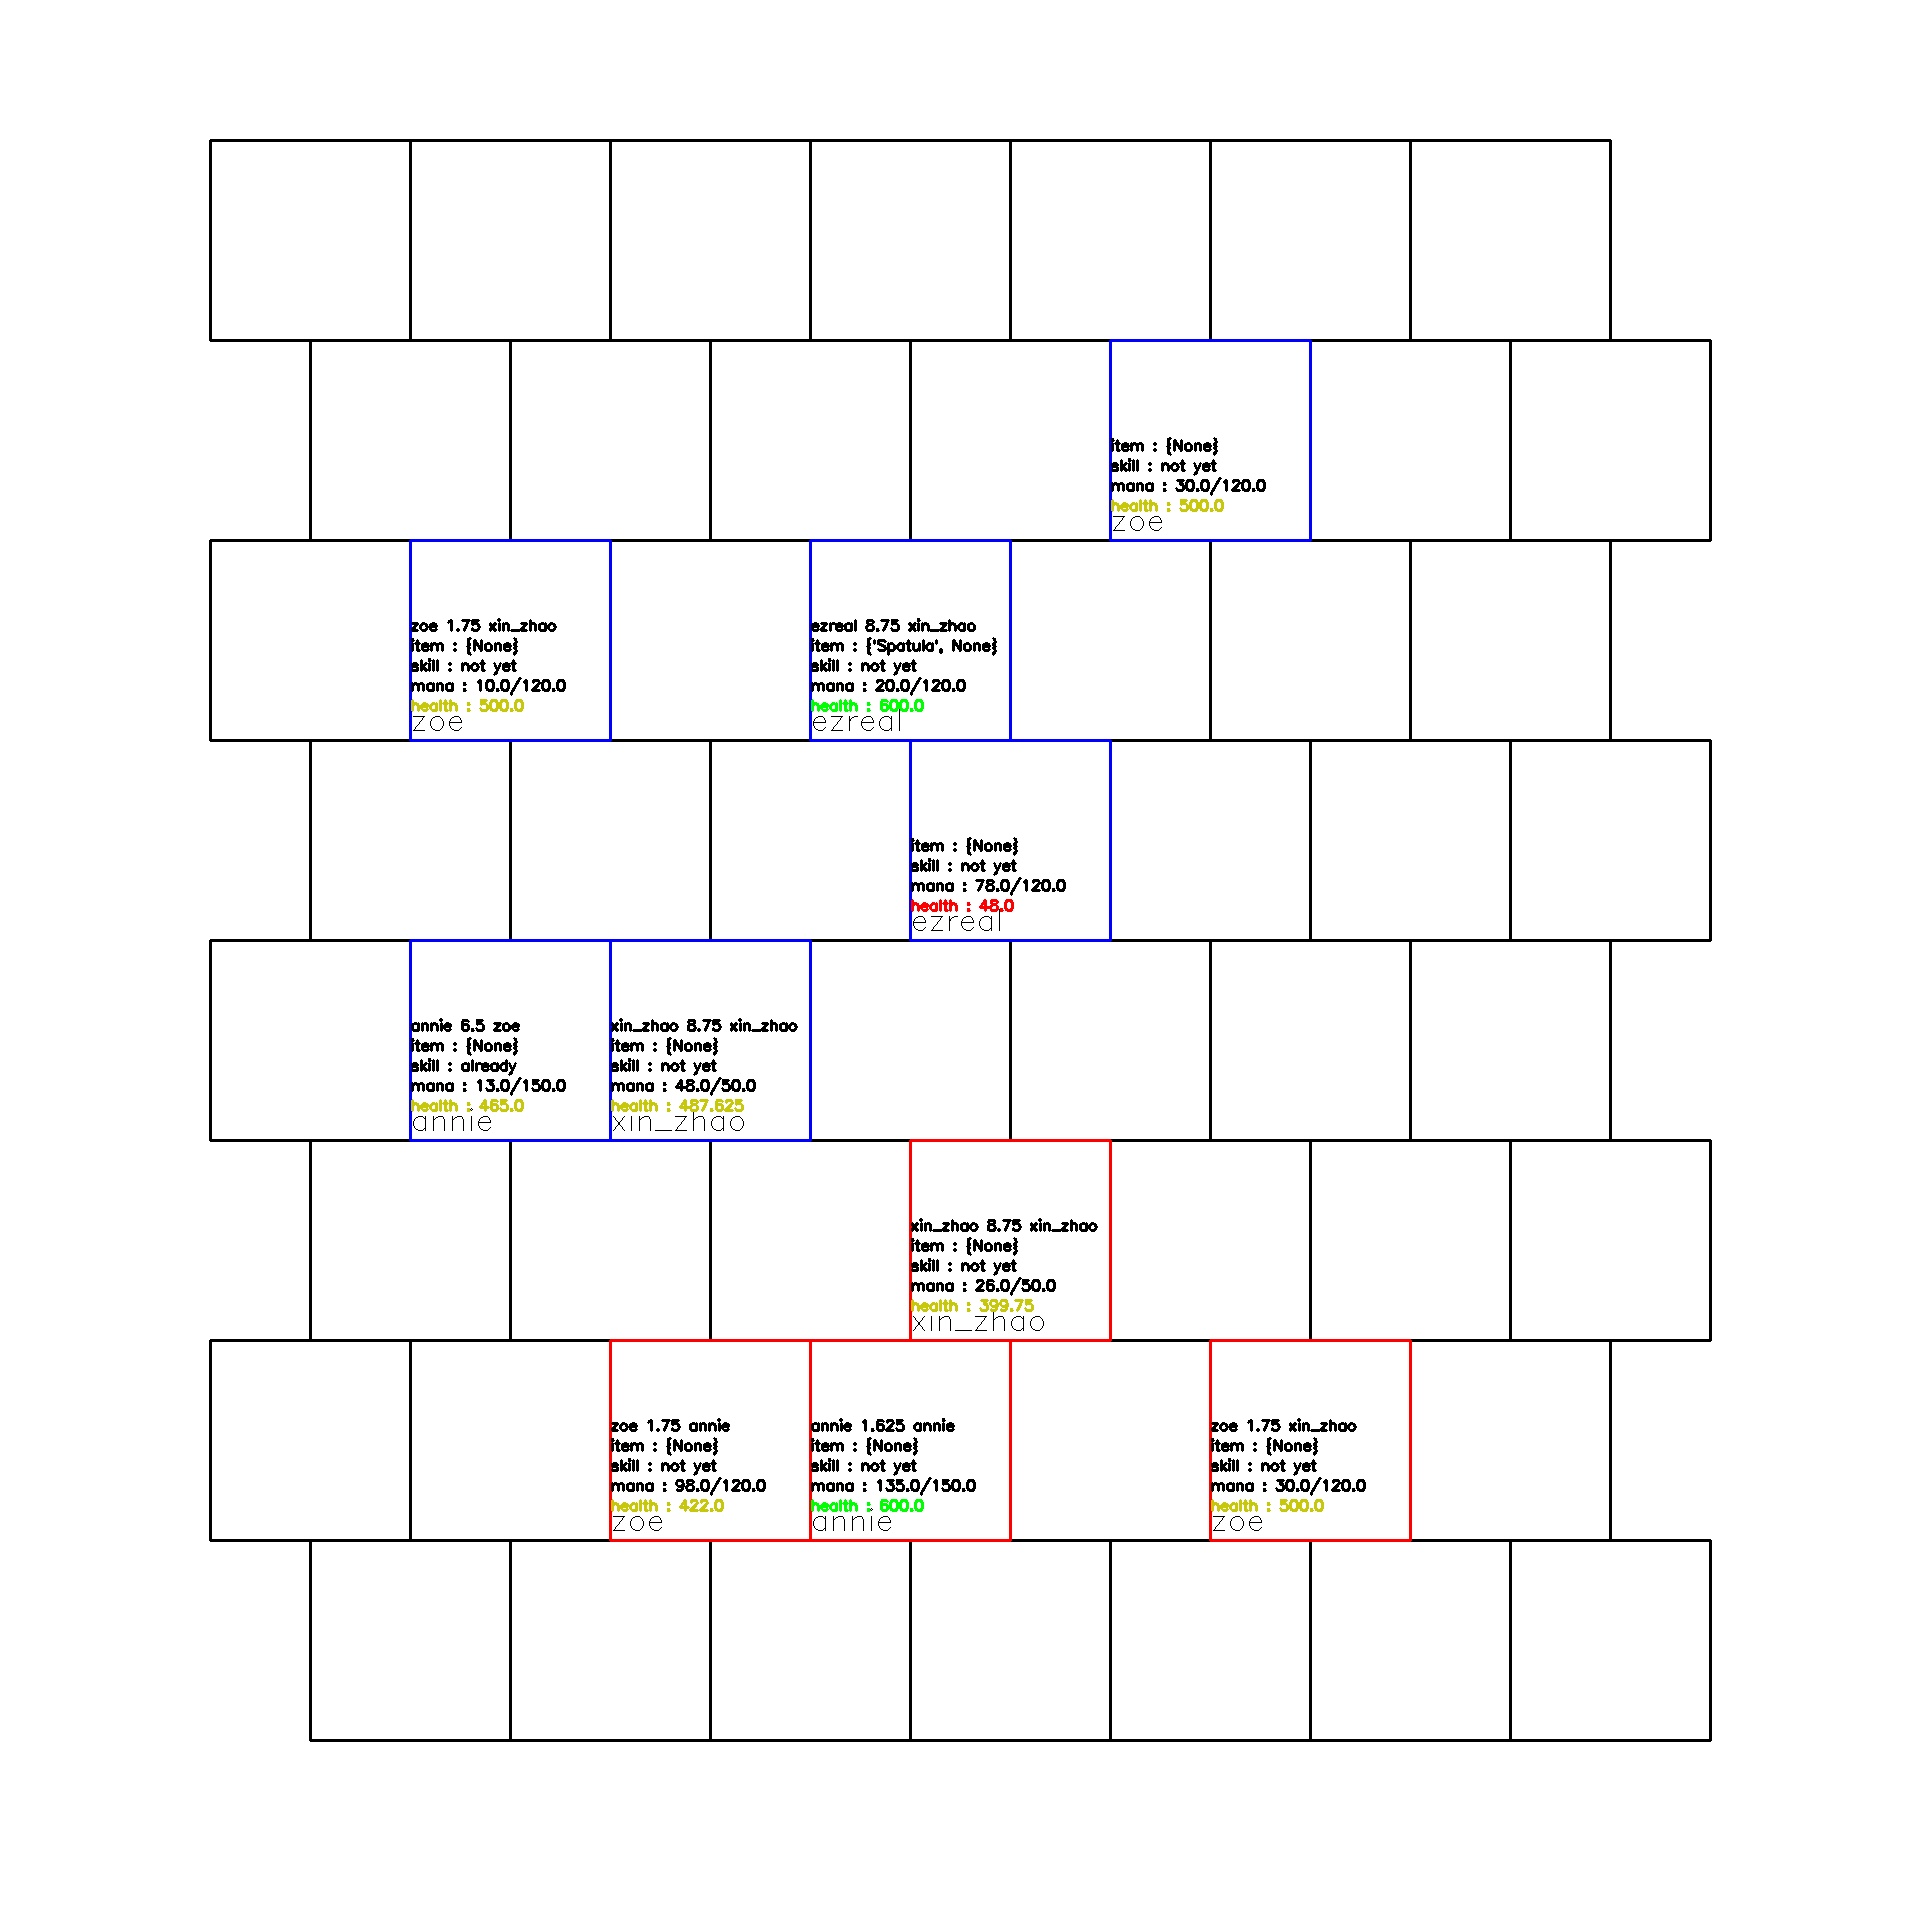 item : {None}
skill : not yet
mana : 30.0/120.0
health : 500.0
zoe
zoe 1.75 xin_zhao
item : {None}
skill : not yet
mana : 10.0/120.0
health : 500.0
zoe
ezreal 8.75 xin_zhao
item : {'Spatula', None}
skill : not yet
mana : 20.0/120.0
health : 600.0
ezreal
item : {None}
skill : not yet
mana : 78.0/120.0
health : 48.0
ezreal
annie 6.5 zoe
item : {None}
skill : already
mana : 13.0/150.0
health : 465.0
annie
xin_zhao 8.75 xin_zhao
item : {None}
skill : not yet
mana : 48.0/50.0
health : 487.625
xin_zhao
xin_zhao 8.75 xin_zhao
item : {None}
skill : not yet
mana : 26.0/50.0
health : 399.75
xin_zhao
zoe 1.75 annie
item : {None}
skill : not yet
mana : 98.0/120.0
health : 422.0
zoe
annie 1.625 annie
item : {None}
skill : not yet
mana : 135.0/150.0
health : 600.0
annie
zoe 1.75 xin_zhao
item : {None}
skill : not yet
mana : 30.0/120.0
health : 500.0
zoe